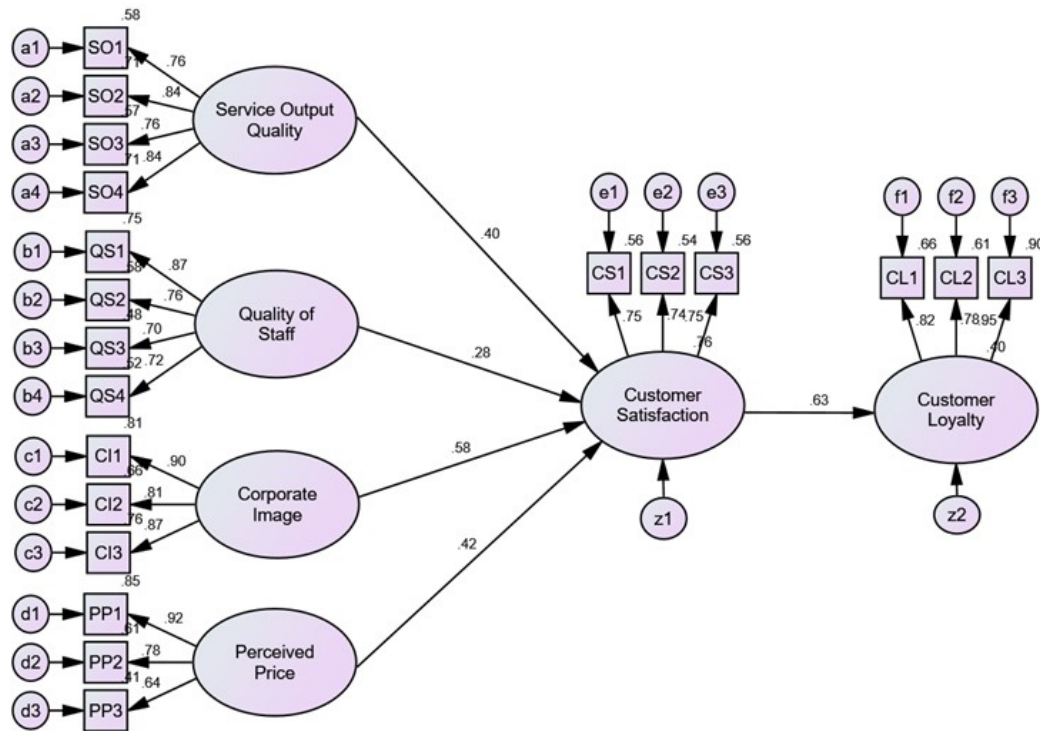 .58
a1
SO1
.76
.71
a2
SO2
.84
.57
a3
SO3
.76
.71
a4
SO4
.84
Service Output
Quality
.75
b1
QS1
.87
.58
b2
QS2
.76
.48
b3
QS3
.70
.52
b4
QS4
.72
Quality of
Staff
.81
c1
CI1
.90
.66
c2
CI2
.81
.76
c3
CI3
.87
Corporate
Image
.85
d1
PP1
.92
.61
d2
PP2
.78
.41
d3
PP3
.64
Perceived
Price
.40
.28
.58
.42
e1
e2
e3
.56
.54
.56
CS1
CS2
CS3
.75
.74
.75
.76
Customer
Satisfaction
z1
.63
f1
f2
f3
.66
.61
.90
CL1
CL2
CL3
.82
.78
.95
.40
Customer
Loyalty
z2